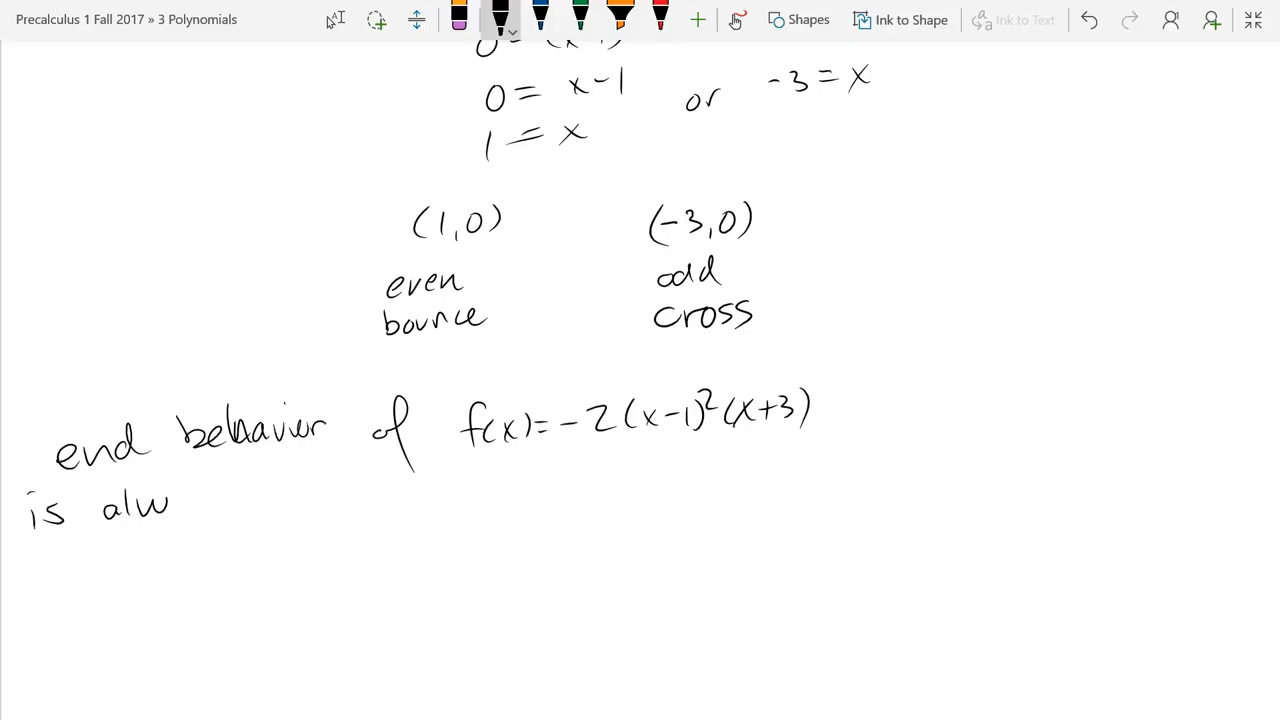 Precalculus 1 Fall 2017 » 3 Polynomials
Shapes
Ink to Shape
Ink to Text
0 = x-1 or -3 = x
1 = x
(1,0) (-3,0)
even odd
bounce cross
end behavior of f(x) = -2(x-1)²(x+3)
is alw